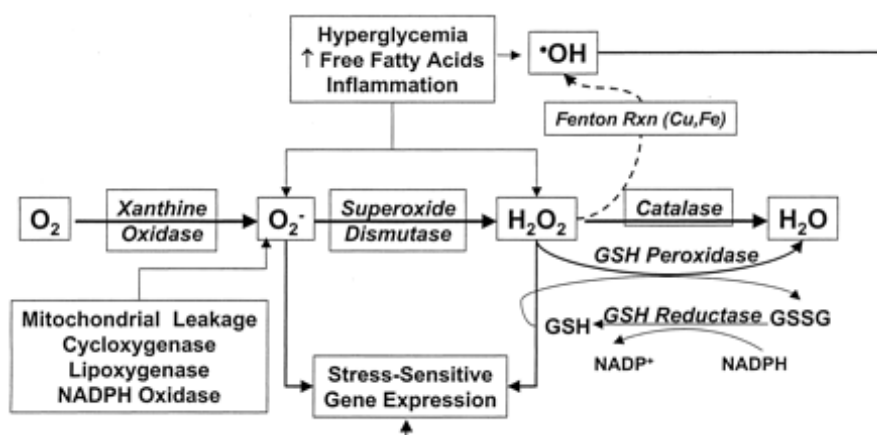 Hyperglycemia
↑ Free Fatty Acids
Inflammation
•OH
Fenton Rxn (Cu,Fe)
O₂
Xanthine
Oxidase
O₂⁻
Superoxide
Dismutase
H₂O₂
Catalase
H₂O
GSH Peroxidase
GSH
GSH Reductase
GSSG
NADP⁺
NADPH
Mitochondrial Leakage
Cycloxygenase
Lipoxygenase
NADPH Oxidase
Stress-Sensitive
Gene Expression